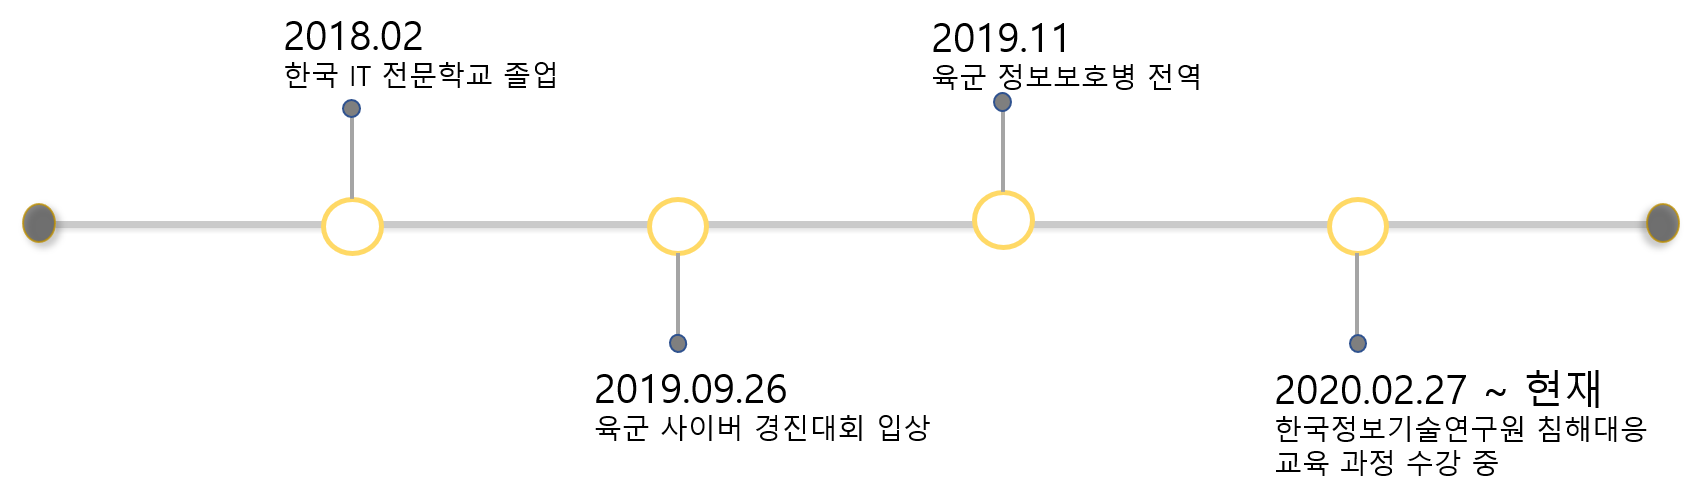 2018.02
한국 IT 전문학교 졸업
2019.09.26
육군 사이버 경진대회 입상
2019.11
육군 정보보호병 전역
2020.02.27 ~ 현재
한국정보기술연구원 침해대응
교육 과정 수강 중